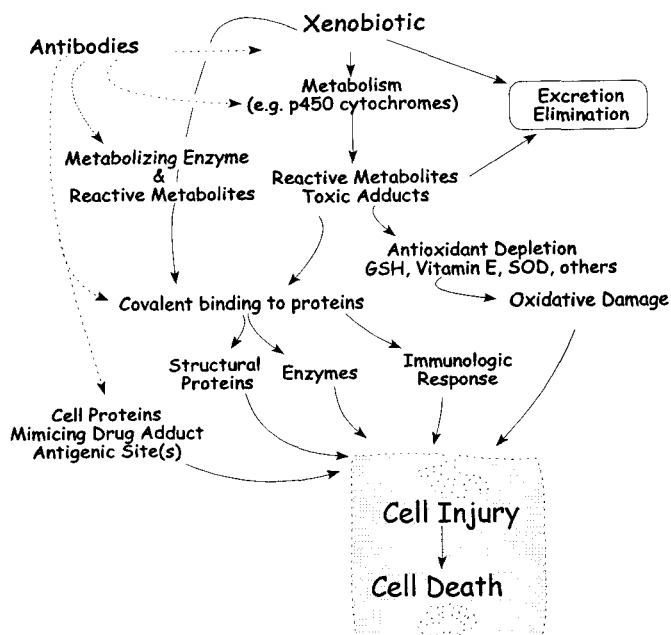 Xenobiotic
Antibodies
Metabolism
(e.g. p450 cytochromes)
Excretion
Elimination
Metabolizing Enzyme
&
Reactive Metabolites
Reactive Metabolites
Toxic Adducts
Antioxidant Depletion
GSH, Vitamin E, SOD, others
Covalent binding to proteins
Oxidative Damage
Structural
Proteins
Enzymes
Immunologic
Response
Cell Proteins
Mimicing Drug Adduct
Antigenic Site(s)
Cell Injury
Cell Death